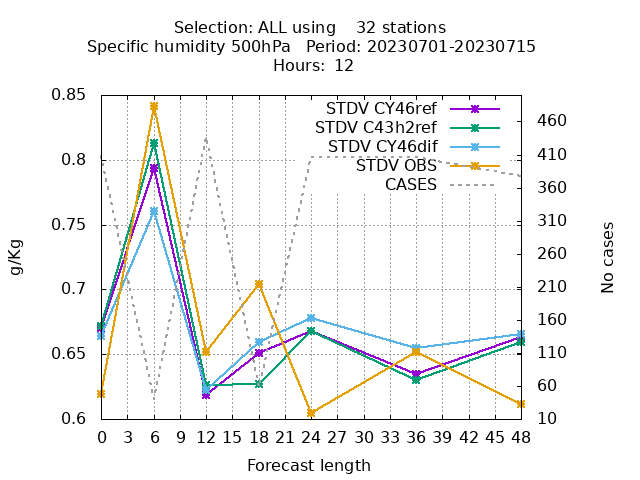 Selection: ALL using    32 stations
Specific humidity 500hPa   Period: 20230701-20230715
Hours:  12
STDV CY46ref
STDV C43h2ref
STDV CY46dif
STDV OBS
CASES
0.85
0.8
0.75
0.7
0.65
0.6
g/Kg
460
410
360
310
260
210
160
110
60
10
No cases
0 3 6 9 12 15 18 21 24 27 30 33 36 39 42 45 48
Forecast length